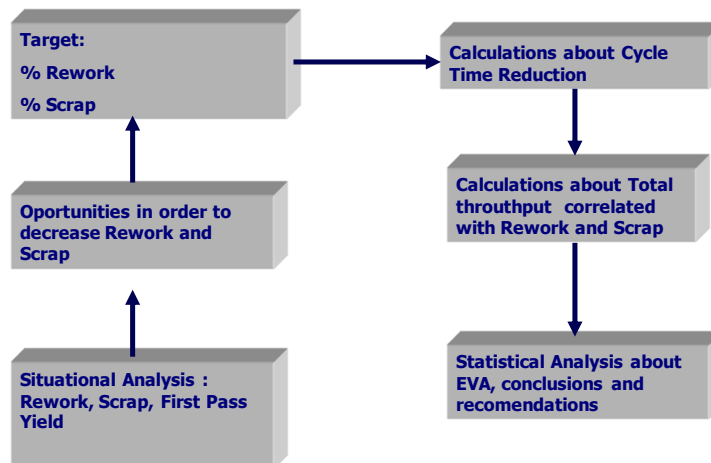 Target:
% Rework
% Scrap
Calculations about Cycle
Time Reduction
Oportunities in order to
decrease Rework and
Scrap
Calculations about Total
throuthput correlated
with Rework and Scrap
Situational Analysis :
Rework, Scrap, First Pass
Yield
Statistical Analysis about
EVA, conclusions and
recomendations